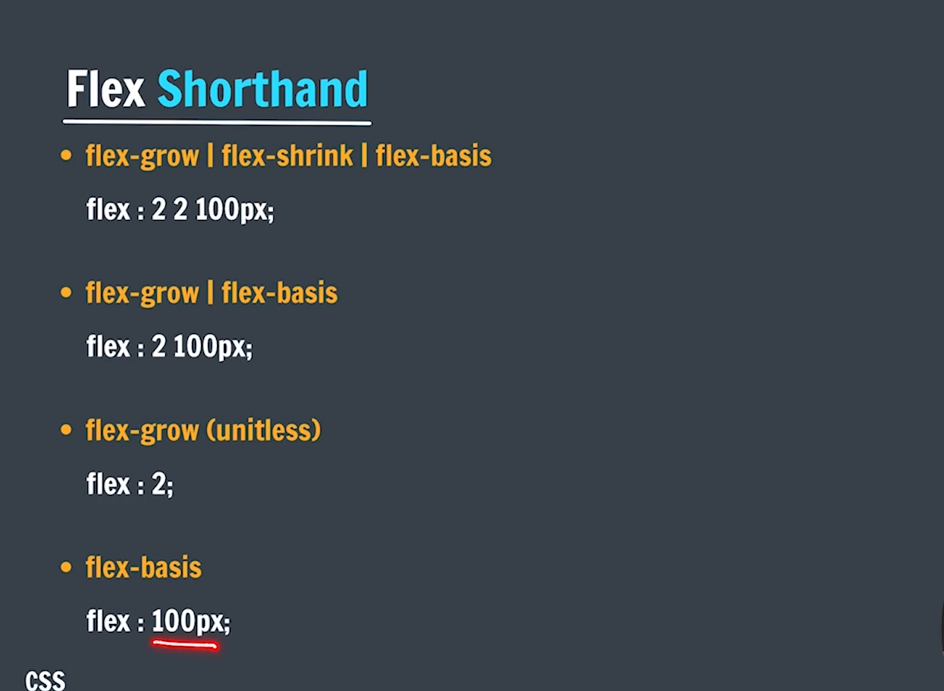 Flex Shorthand
• flex-grow | flex-shrink | flex-basis
flex : 2 2 100px;
• flex-grow | flex-basis
flex : 2 100px;
• flex-grow (unitless)
flex : 2;
• flex-basis
flex : 100px;
CSS